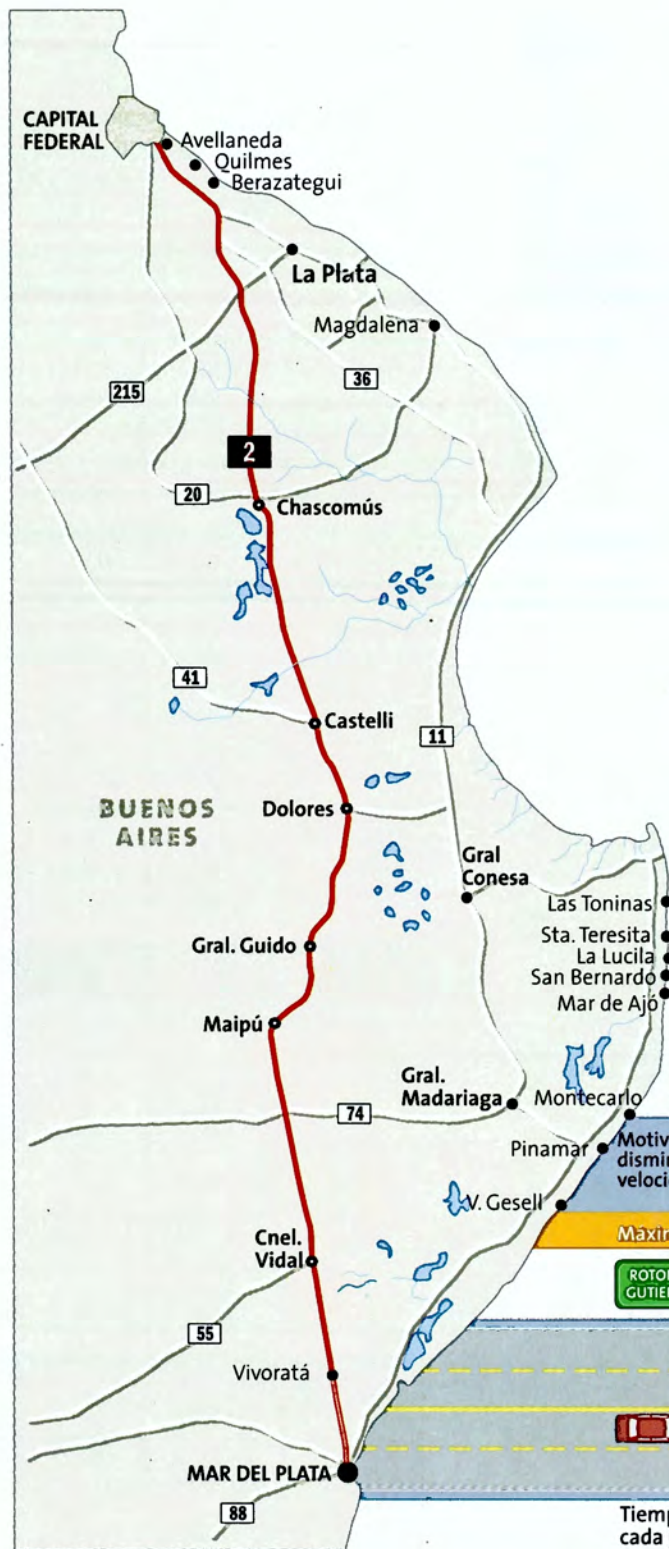 CAPITAL
FEDERAL
Avellaneda
Quilmes
Berazategui
La Plata
Magdalena
215
36
2
20
Chascomús
41
Castelli
11
BUENOS
AIRES
Dolores
Gral
Conesa
Las Toninas
Gral. Guido
Sta. Teresita
La Lucila
San Bernardo
Mar de Ajó
Maipú
Gral.
Madariaga
Montecarlo
74
Pinamar
V. Gesell
Cnel.
Vidal
55
Vivoratá
MAR DEL PLATA
88